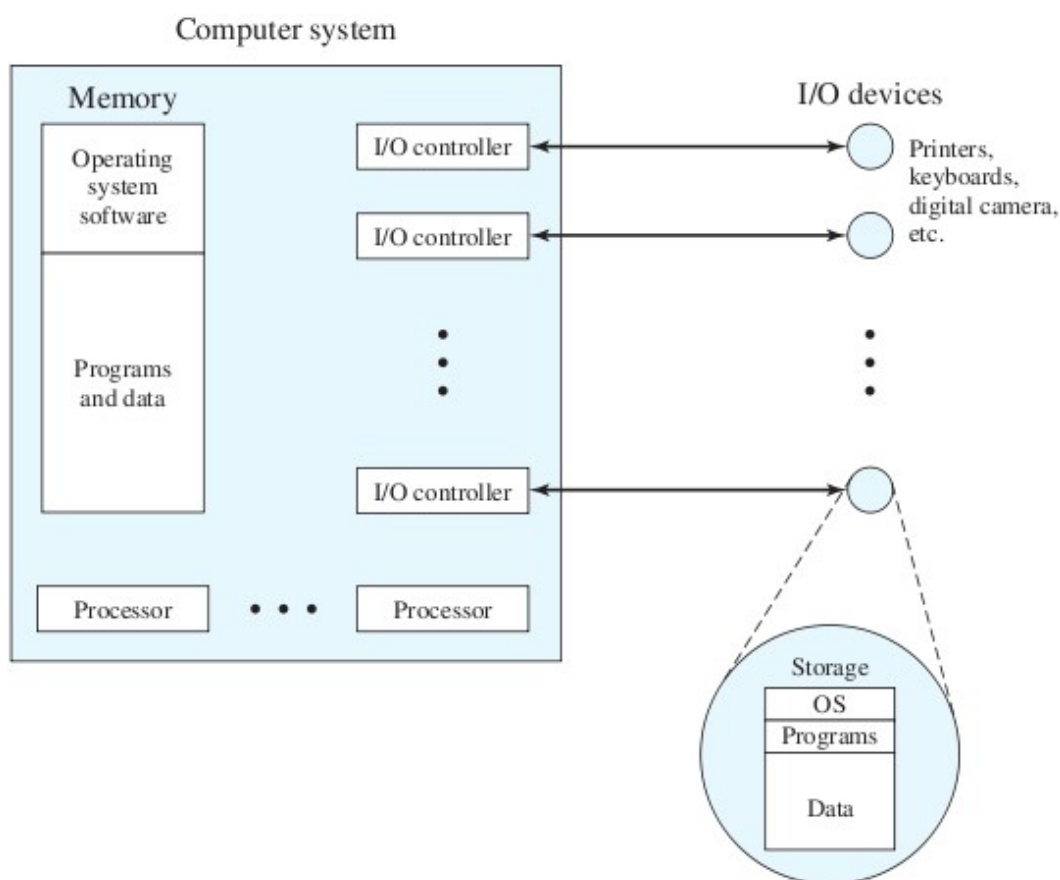 Computer system
Memory
Operating
system
software
Programs
and data
I/O controller
I/O controller
I/O controller
Processor
Processor
I/O devices
Printers,
keyboards,
digital camera,
etc.
Storage
OS
Programs
Data